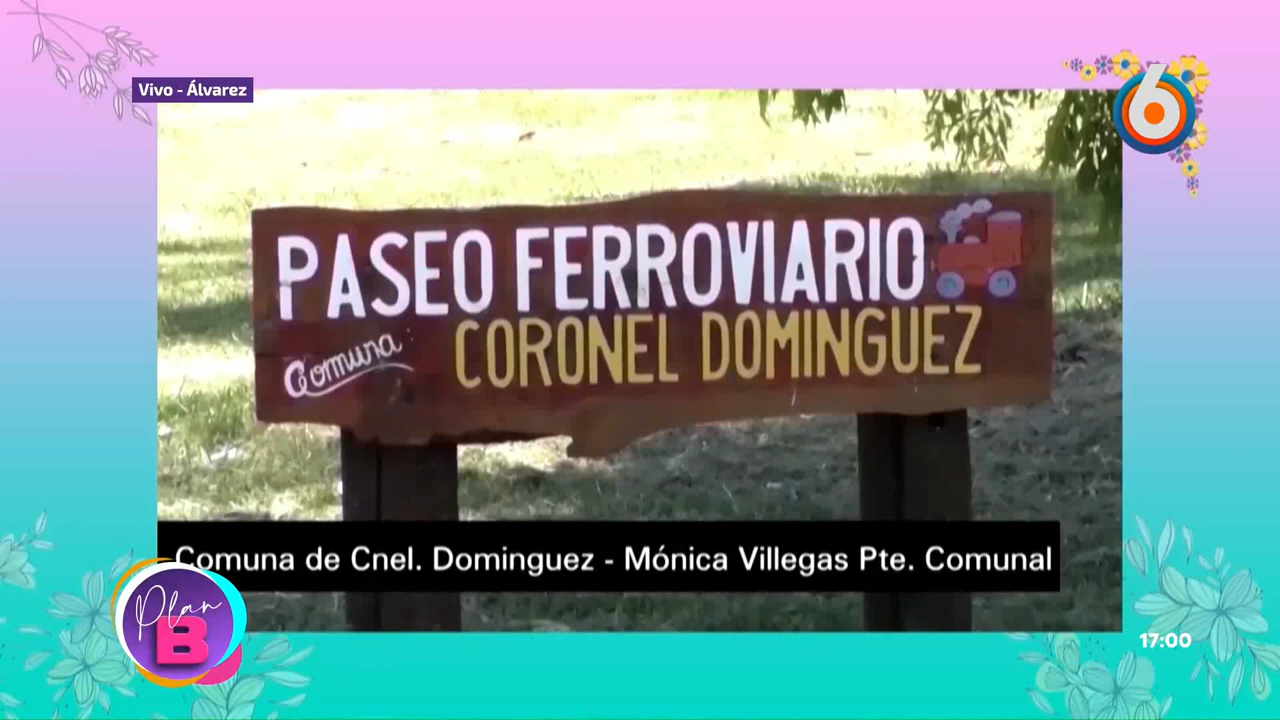 Vivo - Álvarez
6
PASEO FERROVIARIO
Comuna
CORONEL DOMINGUEZ
Comuna de Cnel. Dominguez - Mónica Villegas Pte. Comunal
Plan
B
17:00